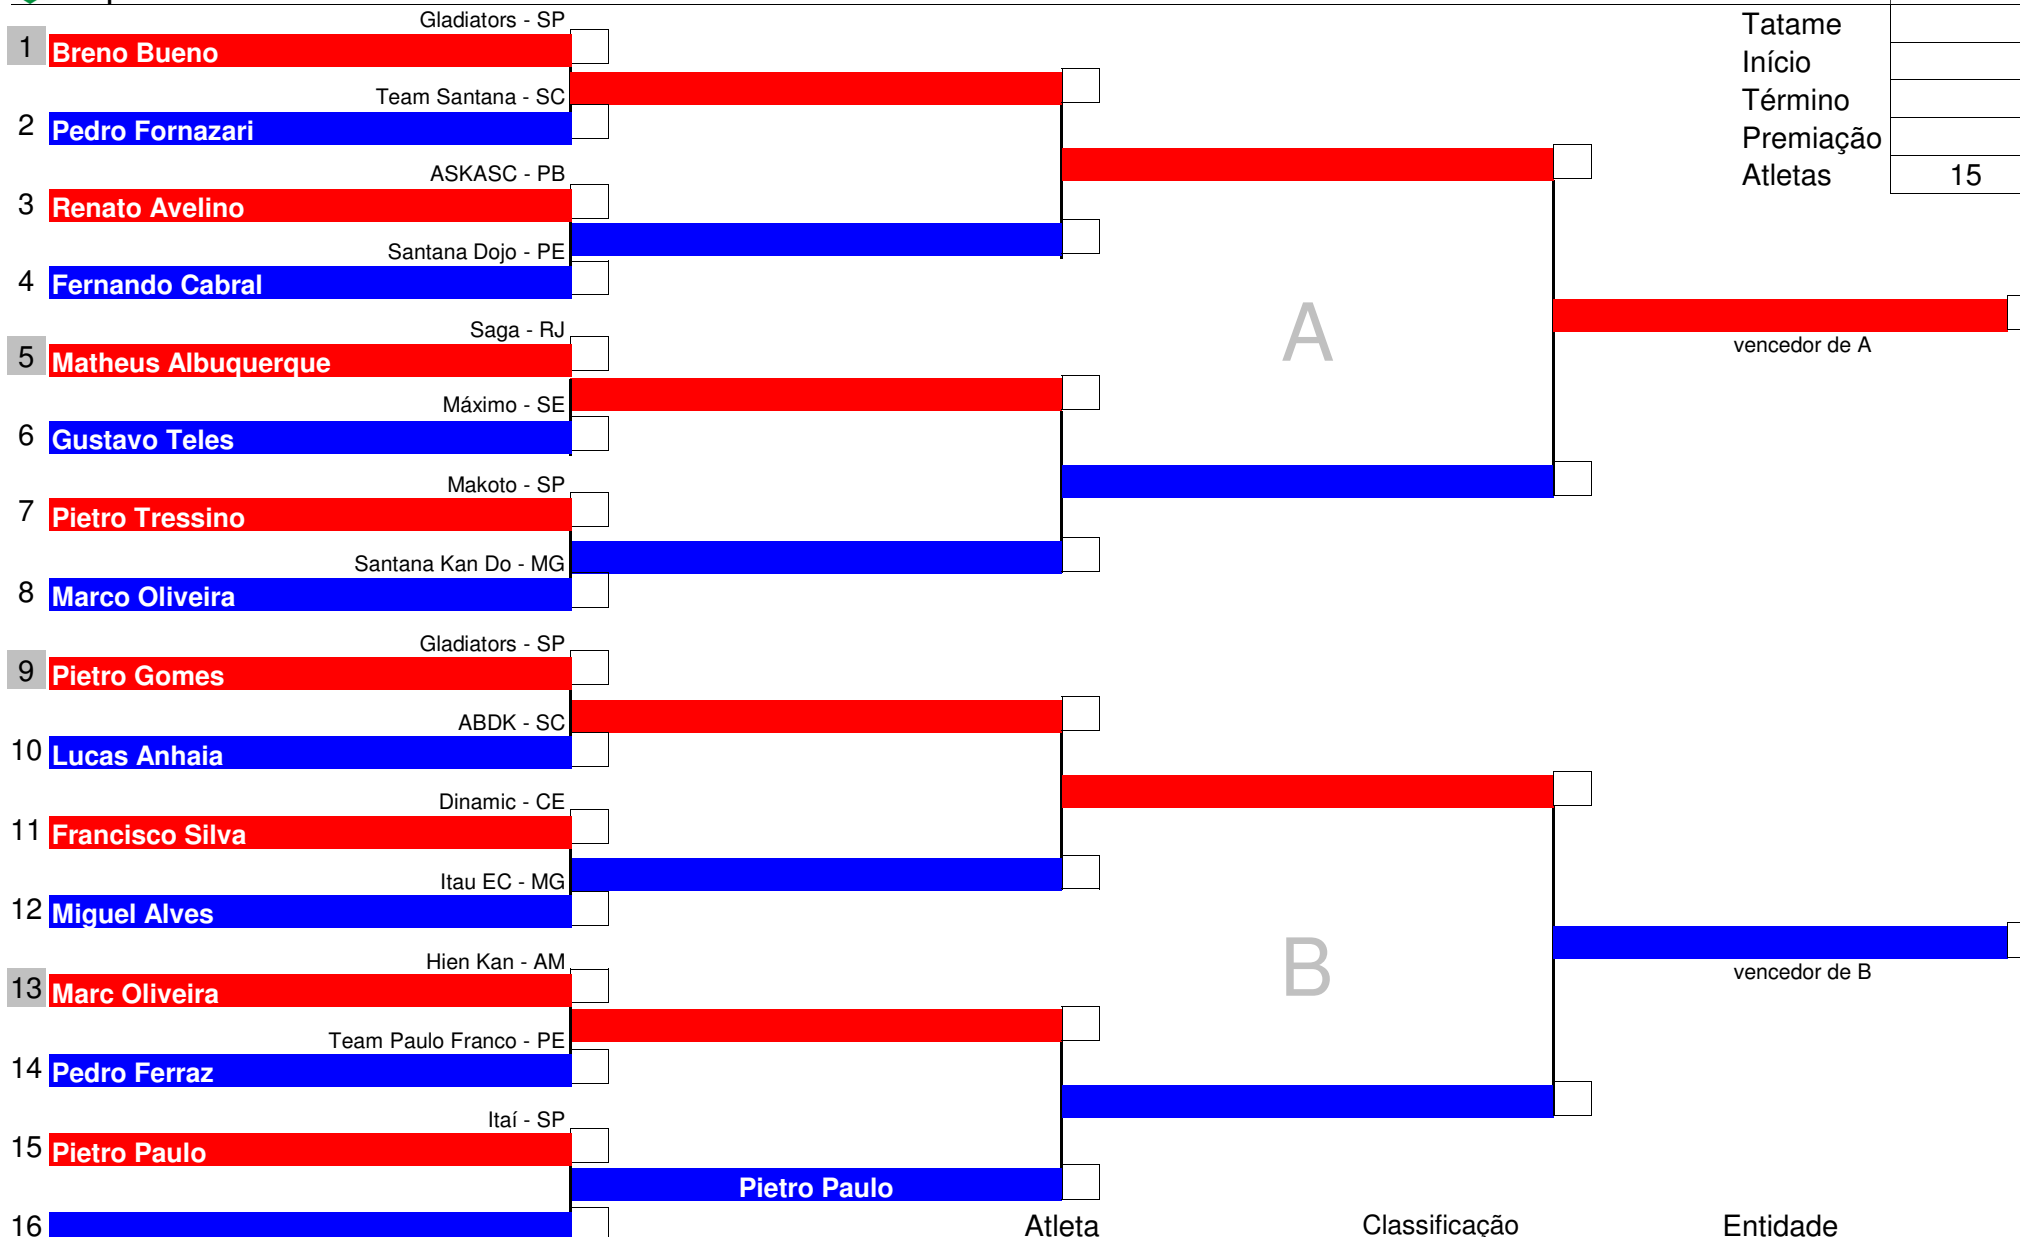 Gladiators - SP
1 Breno Bueno
Team Santana - SC
2 Pedro Fornazari
ASKASC - PB
3 Renato Avelino
Santana Dojo - PE
4 Fernando Cabral
Saga - RJ
5 Matheus Albuquerque
Máximo - SE
6 Gustavo Teles
Makoto - SP
7 Pietro Tressino
Santana Kan Do - MG
8 Marco Oliveira
Gladiators - SP
9 Pietro Gomes
ABDK - SC
10 Lucas Anhaia
Dinamic - CE
11 Francisco Silva
Itau EC - MG
12 Miguel Alves
Hien Kan - AM
13 Marc Oliveira
Team Paulo Franco - PE
14 Pedro Ferraz
Itaí - SP
15 Pietro Paulo
16
Pietro Paulo
A
B
vencedor de A
vencedor de B
Tatame
Início
Término
Premiação
Atletas 15
Atleta Classificação Entidade